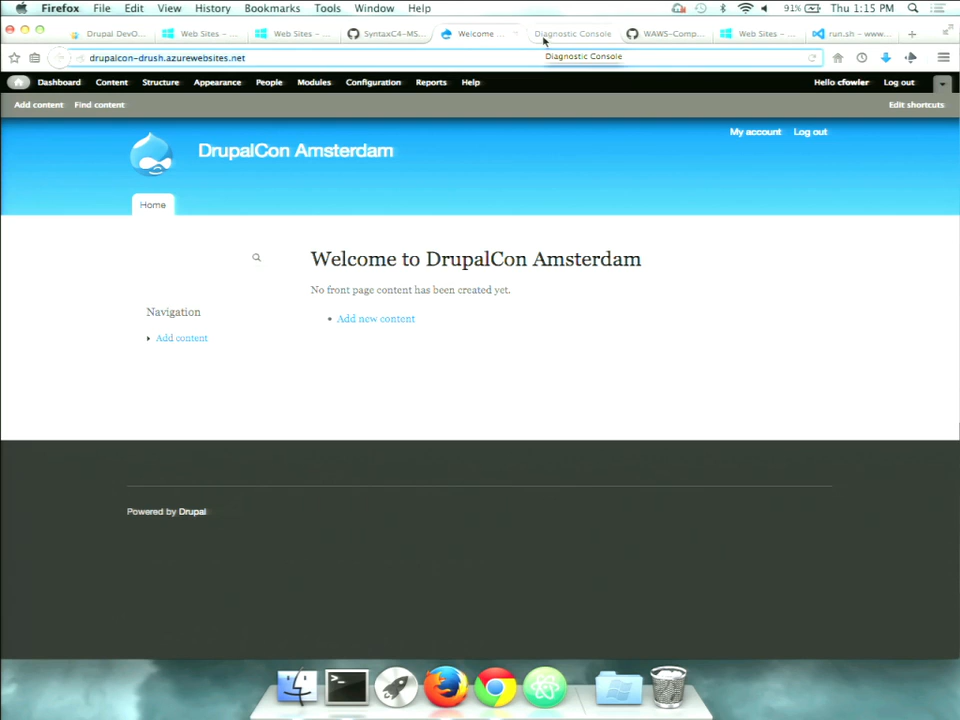 Firefox File Edit View History Bookmarks Tools Window Help 91% Thu 1:15 PM
Drupal DevO... Web Sites – ... Web Sites – ... SyntaxC4–MS... Welcome ... Diagnostic Console WAWS–Comp... Web Sites – ... run.sh – www...
drupalcon-drush.azurewebsites.net
Diagnostic Console
Dashboard Content Structure Appearance People Modules Configuration Reports Help Hello cfowler Log out
Add content Find content Edit shortcuts
My account Log out
DrupalCon Amsterdam
Home
Welcome to DrupalCon Amsterdam
No front page content has been created yet.
Add new content
Navigation
Add content
Powered by Drupal